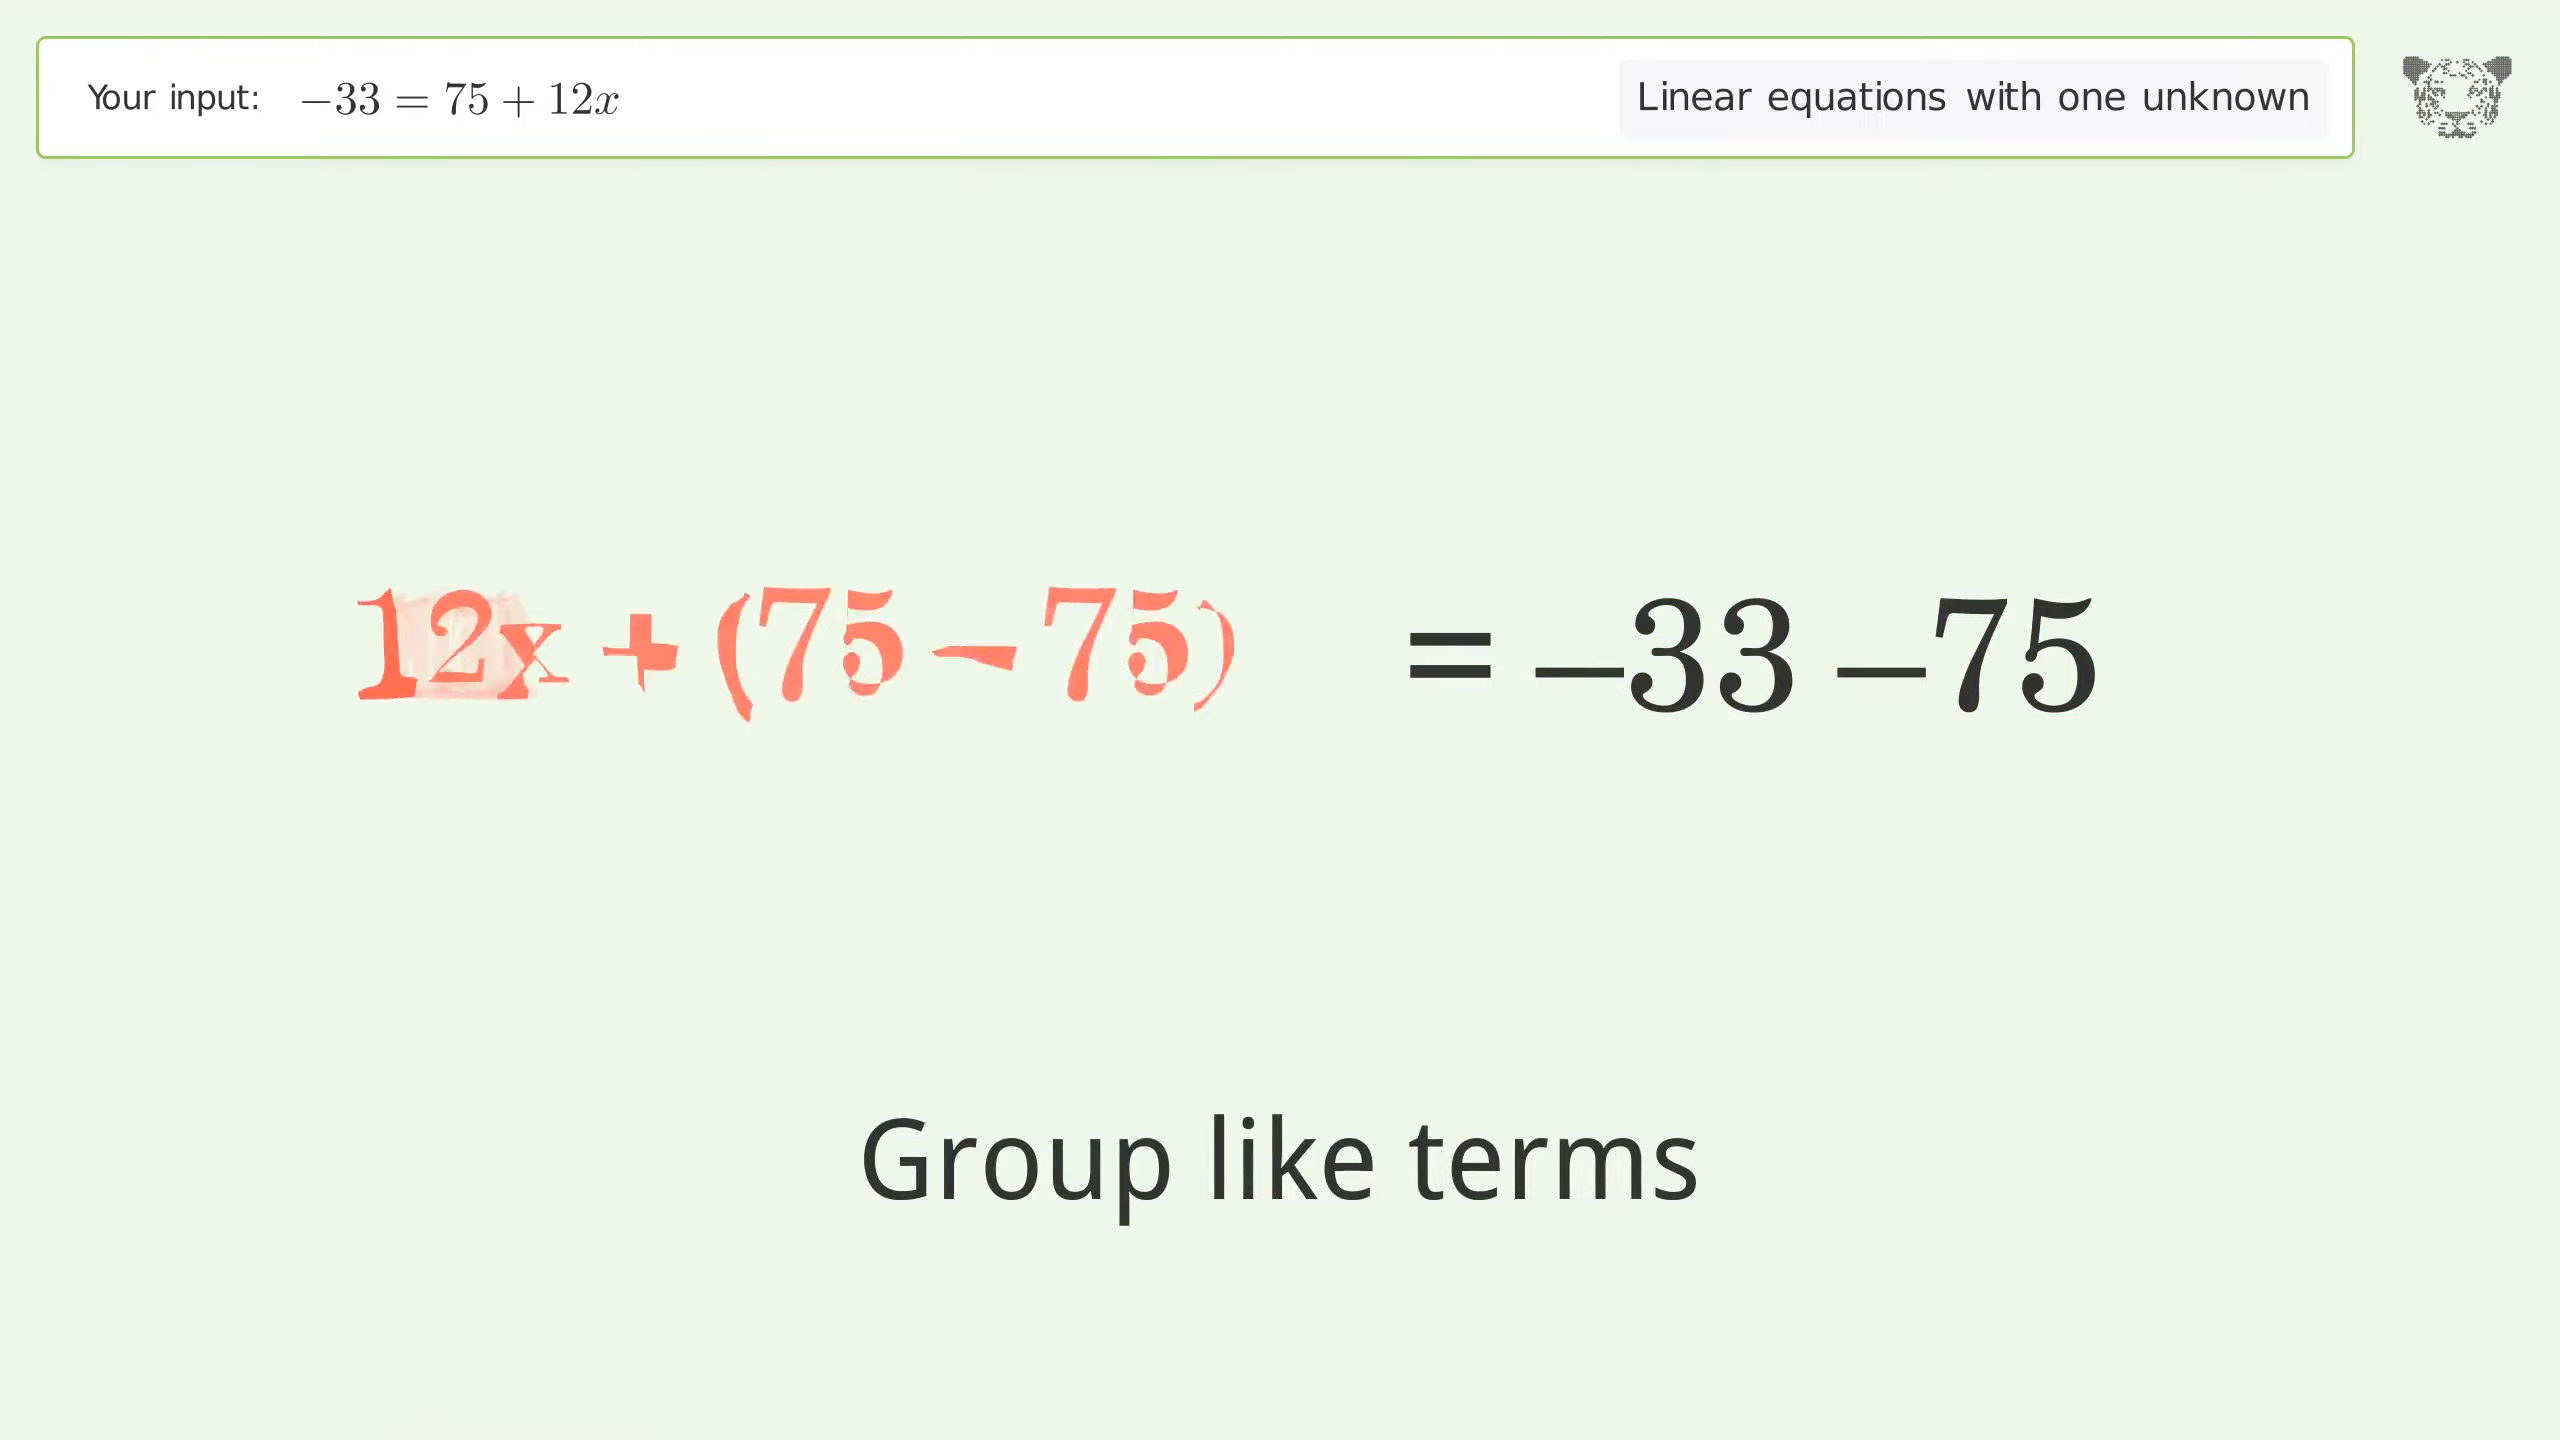 Your input: −33 = 75 + 12x
Linear equations with one unknown
12x + (75 − 75) = −33 −75
Group like terms